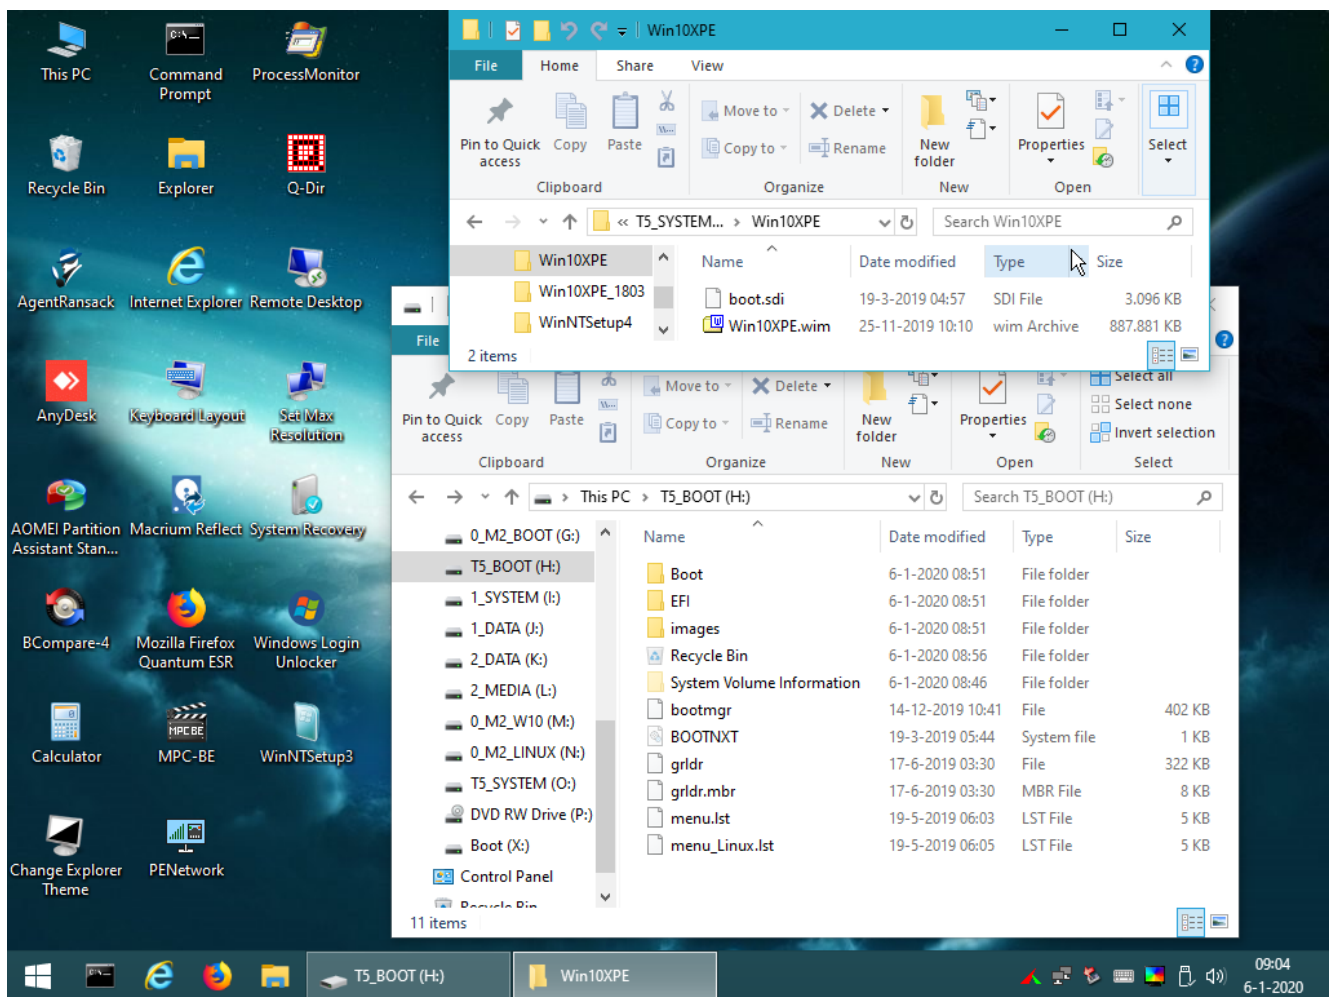 This PC
Command
Prompt
ProcessMonitor
Recycle Bin
Explorer
Q-Dir
AgentRansack
Internet Explorer
Remote Desktop
AnyDesk
Keyboard Layout
Set Max
Resolution
AOMEI Partition
Assistant Stan...
Macrium Reflect
System Recovery
BCompare-4
Mozilla Firefox
Quantum ESR
Windows Login
Unlocker
Calculator
MPC-BE
WinNTSetup3
Change Explorer
Theme
PENetwork
Win10XPE
File Home Share View
Pin to Quick
access
Copy
Paste
Move to
Copy to
Delete
Rename
New
folder
Properties
Select
Clipboard Organize New Open
« T5_SYSTEM... > Win10XPE
Search Win10XPE
Win10XPE
Win10XPE_1803
WinNTSetup4
Name Date modified Type Size
boot.sdi 19-3-2019 04:57 SDI File 3.096 KB
Win10XPE.wim 25-11-2019 10:10 wim Archive 887.881 KB
2 items
File
Pin to Quick
access
Copy
Paste
Move to
Copy to
Delete
Rename
New
folder
Properties
Select all
Select none
Invert selection
Clipboard Organize New Open Select
> This PC > T5_BOOT (H:)
Search T5_BOOT (H:)
0_M2_BOOT (G:)
T5_BOOT (H:)
1_SYSTEM (I:)
1_DATA (J:)
2_DATA (K:)
2_MEDIA (L:)
0_M2_W10 (M:)
0_M2_LINUX (N:)
T5_SYSTEM (O:)
DVD RW Drive (P:)
Boot (X:)
Control Panel
Recycle Bin
Name Date modified Type Size
Boot 6-1-2020 08:51 File folder
EFI 6-1-2020 08:51 File folder
images 6-1-2020 08:51 File folder
Recycle Bin 6-1-2020 08:56 File folder
System Volume Information 6-1-2020 08:46 File folder
bootmgr 14-12-2019 10:41 File 402 KB
BOOTNXT 19-3-2019 05:44 System file 1 KB
grldr 17-6-2019 03:30 File 322 KB
grldr.mbr 17-6-2019 03:30 MBR File 8 KB
menu.lst 19-5-2019 06:03 LST File 5 KB
menu_Linux.lst 19-5-2019 06:05 LST File 5 KB
11 items
T5_BOOT (H:)
Win10XPE
09:04
6-1-2020